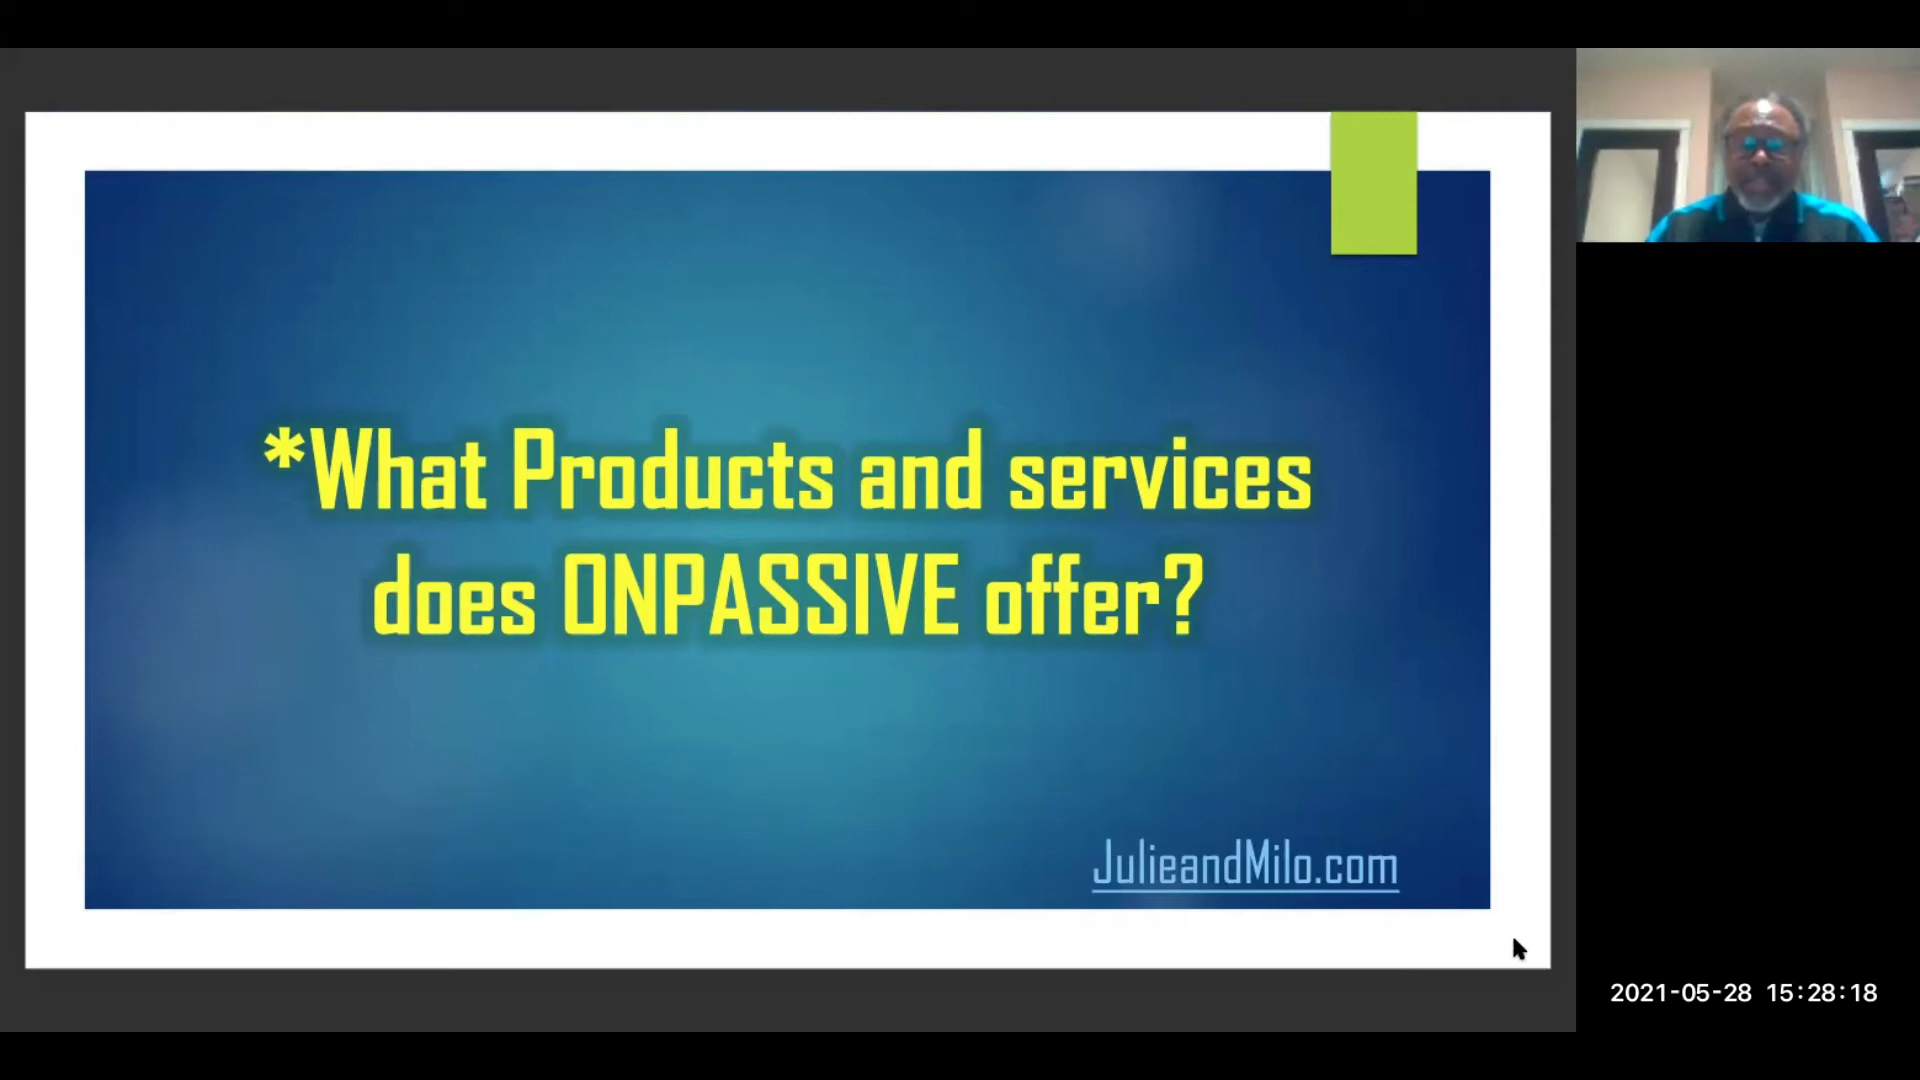 *What Products and services
does ONPASSIVE offer?
JulieandMilo.com
2021-05-28 15:28:18